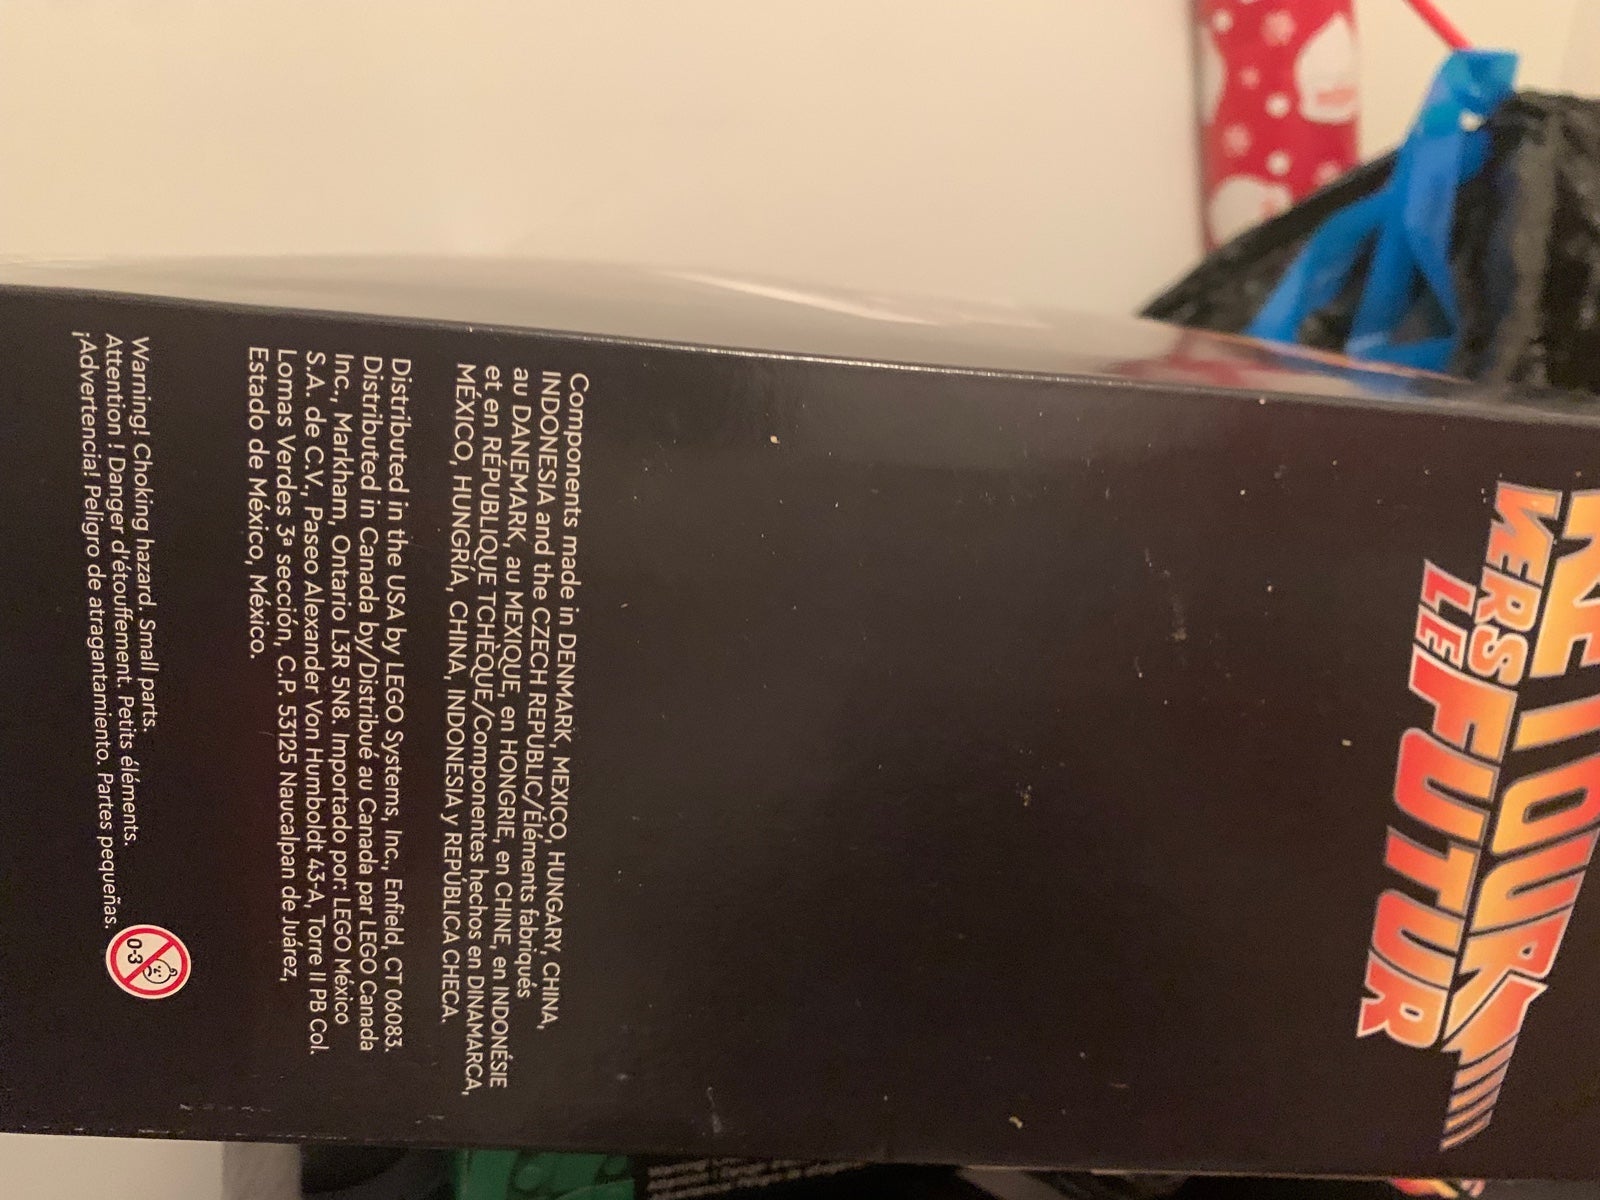 RETOUR
VERS
LE FUTUR
Components made in DENMARK, MEXICO, HUNGARY, CHINA,
INDONESIA and the CZECH REPUBLIC/Éléments fabriqués
au DANEMARK, au MEXIQUE, en HONGRIE, en CHINE, en INDONÉSIE
et en RÉPUBLIQUE TCHÈQUE/Componentes hechos en DINAMARCA,
MÉXICO, HUNGRÍA, CHINA, INDONESIA y REPÚBLICA CHECA.
Distributed in the USA by LEGO Systems, Inc., Enfield, CT 06083.
Distributed in Canada by/Distribué au Canada par LEGO Canada
Inc., Markham, Ontario L3R 5N8. Importado por: LEGO México
S.A. de C.V., Paseo Alexander Von Humboldt 43-A, Torre II PB Col.
Lomas Verdes 3ª sección, C.P. 53125 Naucalpan de Juárez,
Estado de México, México.
Warning! Choking hazard. Small parts.
Attention ! Danger d'étouffement. Petits éléments.
¡Advertencia! Peligro de atragantamiento. Partes pequeñas.
0-3